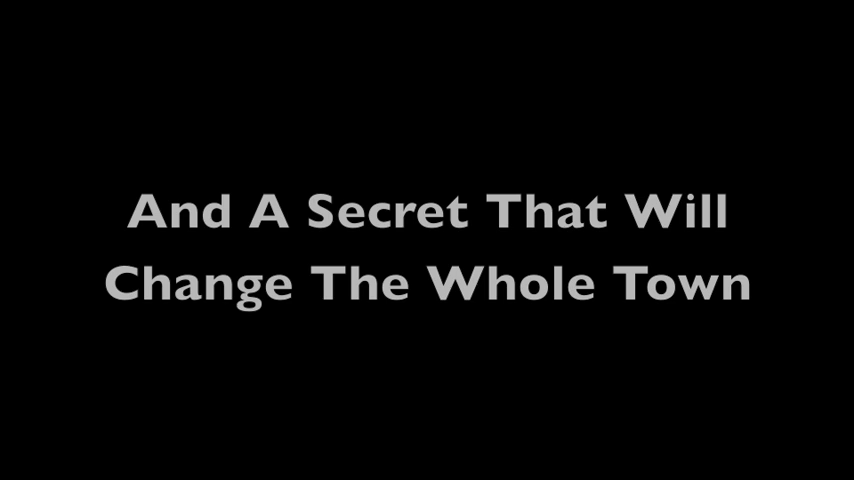 And A Secret That Will
Change The Whole Town